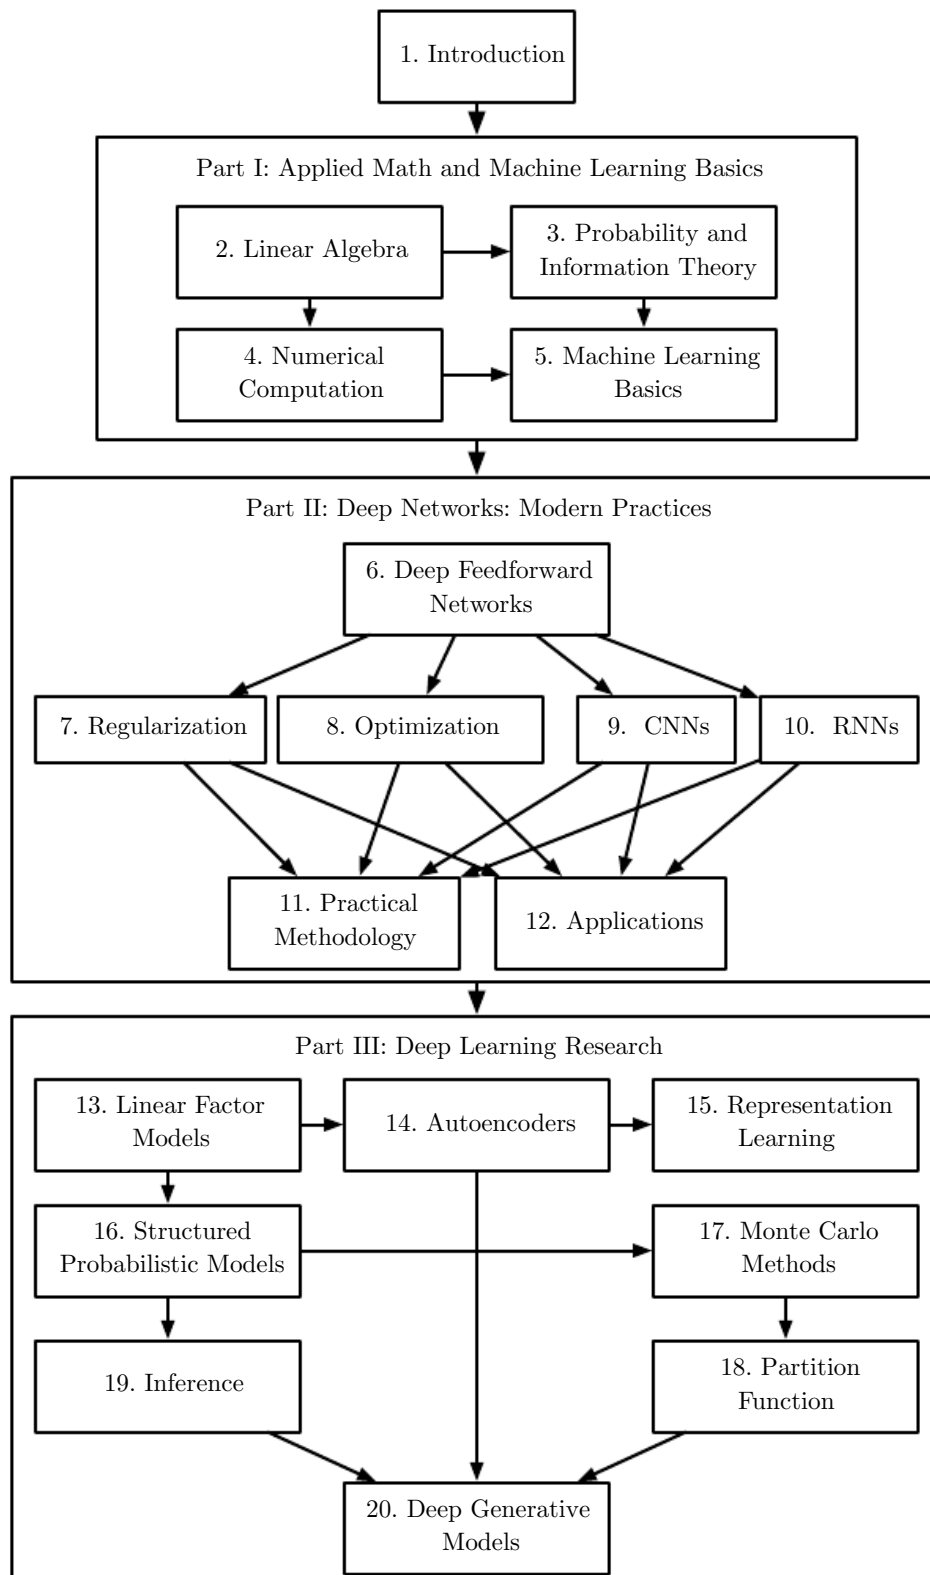 1. Introduction
Part I: Applied Math and Machine Learning Basics
2. Linear Algebra
3. Probability and
Information Theory
4. Numerical
Computation
5. Machine Learning
Basics
Part II: Deep Networks: Modern Practices
6. Deep Feedforward
Networks
7. Regularization
8. Optimization
9. CNNs
10. RNNs
11. Practical
Methodology
12. Applications
Part III: Deep Learning Research
13. Linear Factor
Models
14. Autoencoders
15. Representation
Learning
16. Structured
Probabilistic Models
17. Monte Carlo
Methods
19. Inference
18. Partition
Function
20. Deep Generative
Models